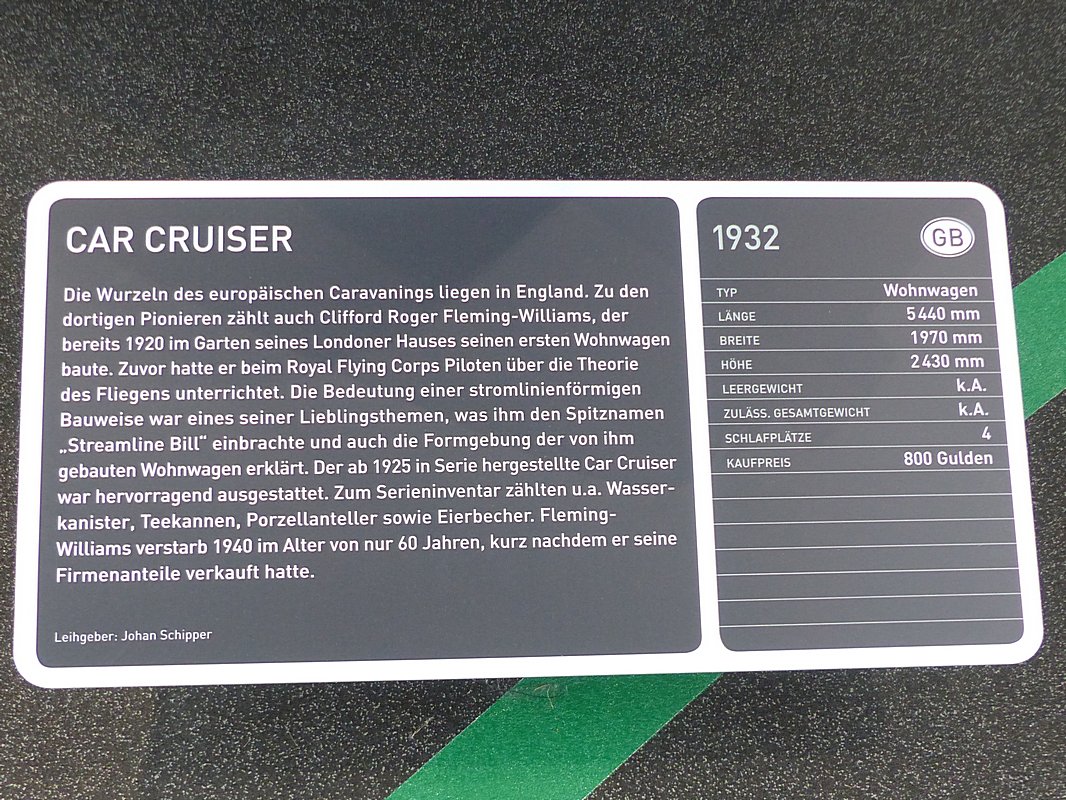 CAR CRUISER
Die Wurzeln des europäischen Caravanings liegen in England. Zu den
dortigen Pionieren zählt auch Clifford Roger Fleming-Williams, der
bereits 1920 im Garten seines Londoner Hauses seinen ersten Wohnwagen
baute. Zuvor hatte er beim Royal Flying Corps Piloten über die Theorie
des Fliegens unterrichtet. Die Bedeutung einer stromlinienförmigen
Bauweise war eines seiner Lieblingsthemen, was ihm den Spitznamen
„Streamline Bill“ einbrachte und auch die Formgebung der von ihm
gebauten Wohnwagen erklärt. Der ab 1925 in Serie hergestellte Car Cruiser
war hervorragend ausgestattet. Zum Serieninventar zählten u.a. Wasser-
kanister, Teekannen, Porzellanteller sowie Eierbecher. Fleming-
Williams verstarb 1940 im Alter von nur 60 Jahren, kurz nachdem er seine
Firmenanteile verkauft hatte.
Leihgeber: Johan Schipper
1932 GB
TYP Wohnwagen
LÄNGE 5440 mm
BREITE 1970 mm
HÖHE 2430 mm
LEERGEWICHT k.A.
ZULÄSS. GESAMTGEWICHT k.A.
SCHLAFPLÄTZE 4
KAUFPREIS 800 Gulden